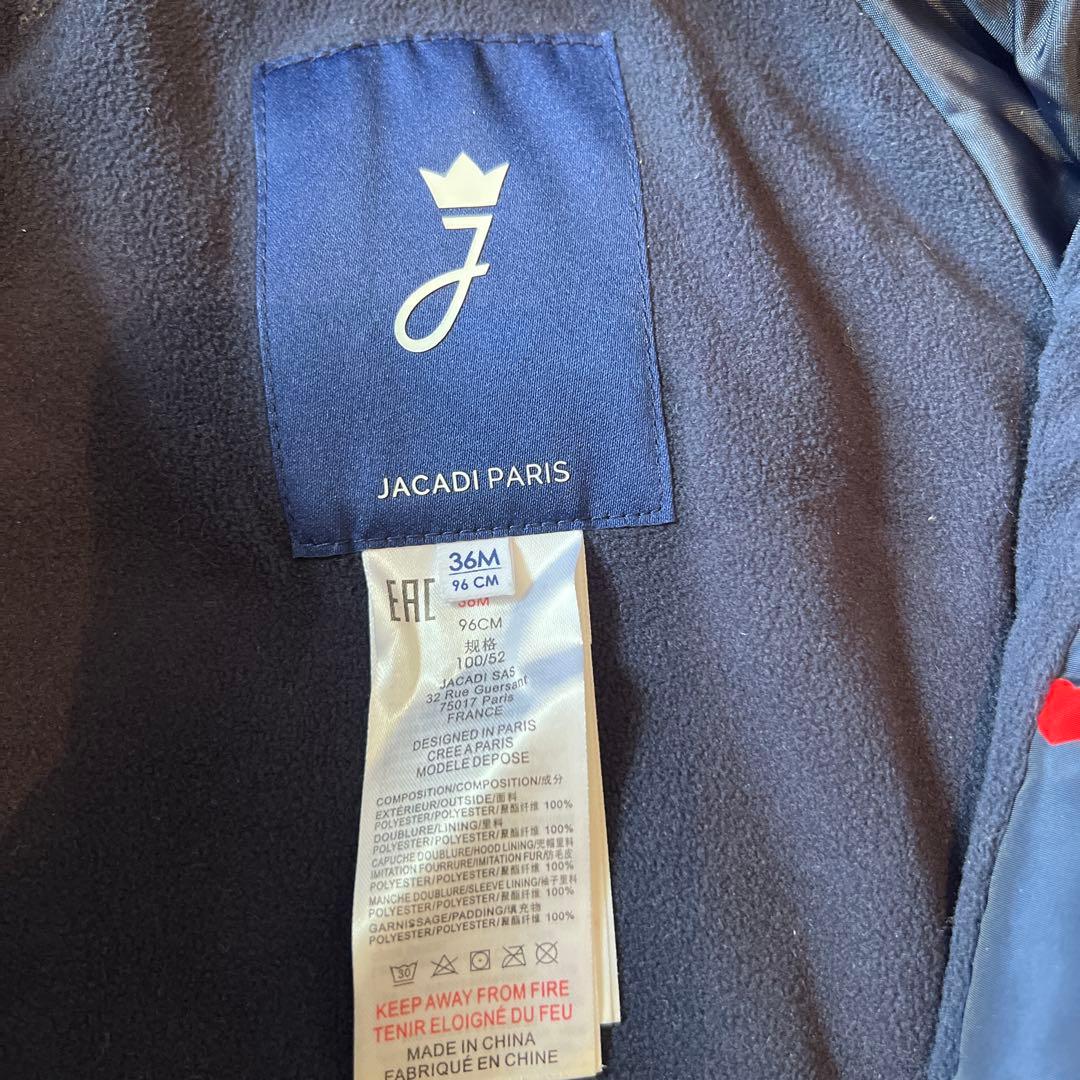 J
JACADI PARIS
36M
96 CM
EAC
36M
96CM
规格
100/52
JACADI SAS
32 Rue Guersant
75017 Paris
FRANCE
DESIGNED IN PARIS
CREE A PARIS
MODELE DEPOSE
COMPOSITION/COMPOSITION/成分
EXTÉRIEUR/OUTSIDE/面料
POLYESTER/POLYESTER/聚酯纤维 100%
DOUBLURE/LINING/里料
POLYESTER/POLYESTER/聚酯纤维 100%
CAPUCHE DOUBLURE/HOOD LINING/兜帽里料
IMITATION FOURRURE/IMITATION FUR/仿毛皮
POLYESTER/POLYESTER/聚酯纤维 100%
MANCHE DOUBLURE/SLEEVE LINING/袖子里料
POLYESTER/POLYESTER/聚酯纤维 100%
GARNISSAGE/PADDING/填充物
POLYESTER/POLYESTER/聚酯纤维 100%
30
KEEP AWAY FROM FIRE
TENIR ELOIGNÉ DU FEU
MADE IN CHINA
FABRIQUÉ EN CHINE